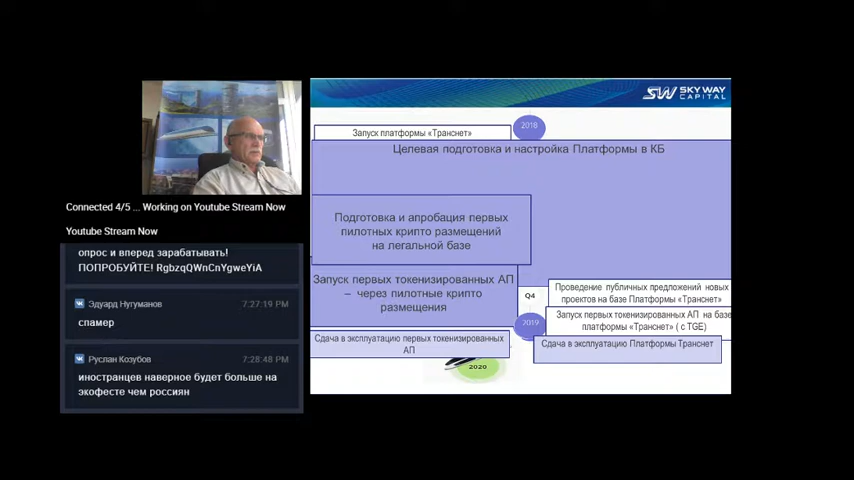 SW SKY WAY
CAPITAL
Запуск платформы «Транснет»
2018
Целевая подготовка и настройка Платформы в КБ
Подготовка и апробация первых
пилотных крипто размещений
на легальной базе
Запуск первых токенизированных АП
– через пилотные крипто
размещения
Q4
Проведение публичных предложений новых
проектов на базе Платформы «Транснет»
2019
Запуск первых токенизированных АП на базе
платформы «Транснет» ( с TGE)
Сдача в эксплуатацию первых токенизированных
АП
Сдача в эксплуатацию Платформы Транснет
2020
Connected 4/5 ... Working on Youtube Stream Now
Youtube Stream Now
опрос и вперед зарабатывать!
ПОПРОБУЙТЕ! RgbzqQWnCnYgweYiA
Эдуард Нугуманов
7:27:19 PM
спамер
Руслан Козубов
7:28:48 PM
иностранцев наверное будет больше на
экофесте чем россиян